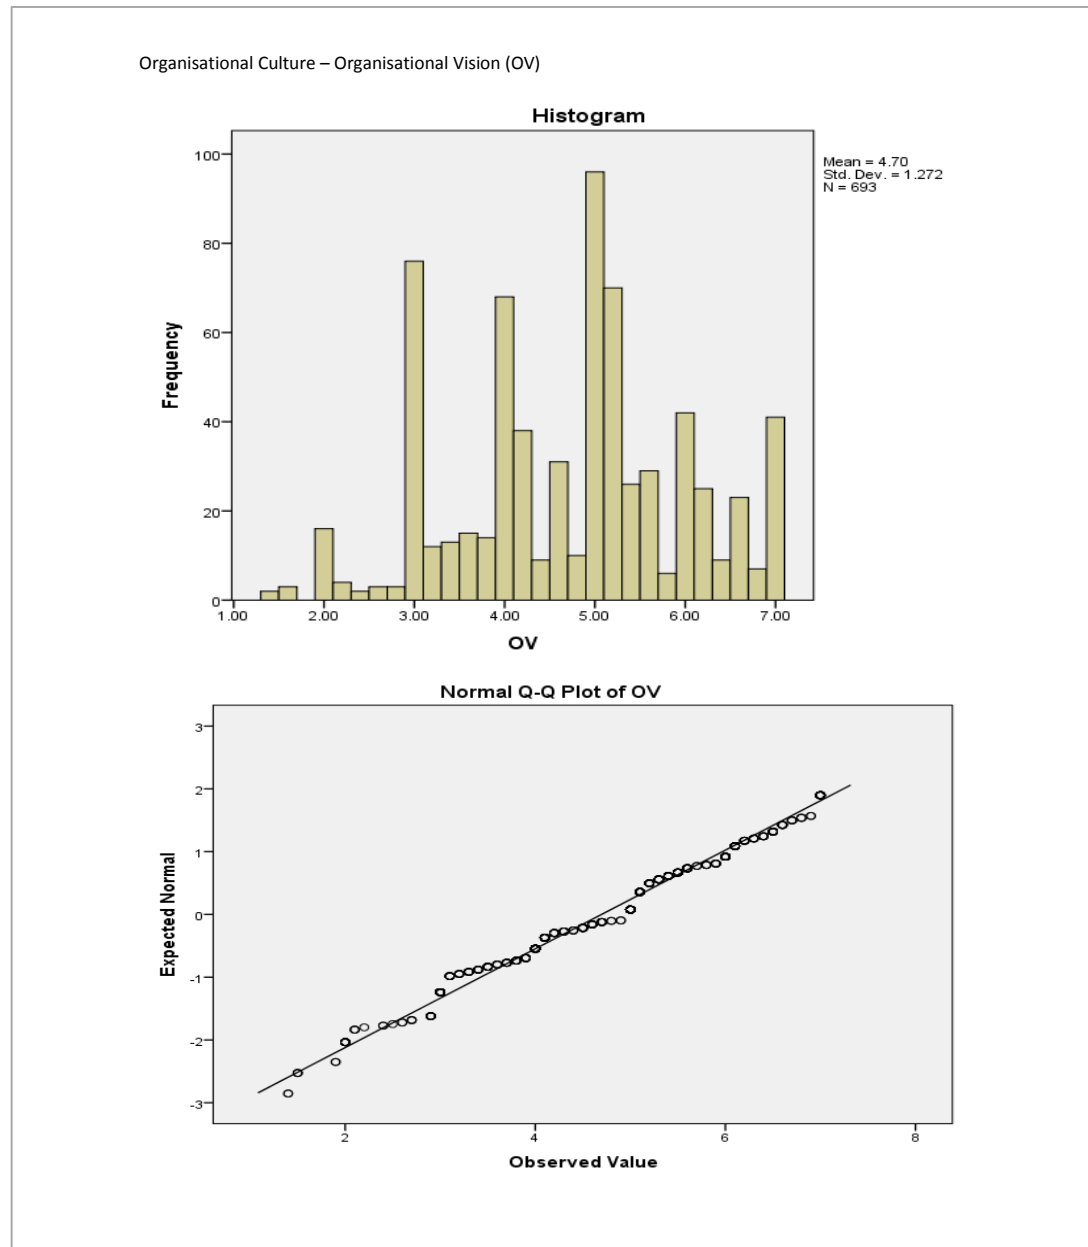 Organisational Culture – Organisational Vision (OV)
Histogram
Mean = 4.70
Std. Dev. = 1.272
N = 693
Frequency
100
80
60
40
20
0
1.00 2.00 3.00 4.00 5.00 6.00 7.00
OV
Normal Q-Q Plot of OV
Expected Normal
3
2
1
0
-1
-2
-3
2 4 6 8
Observed Value